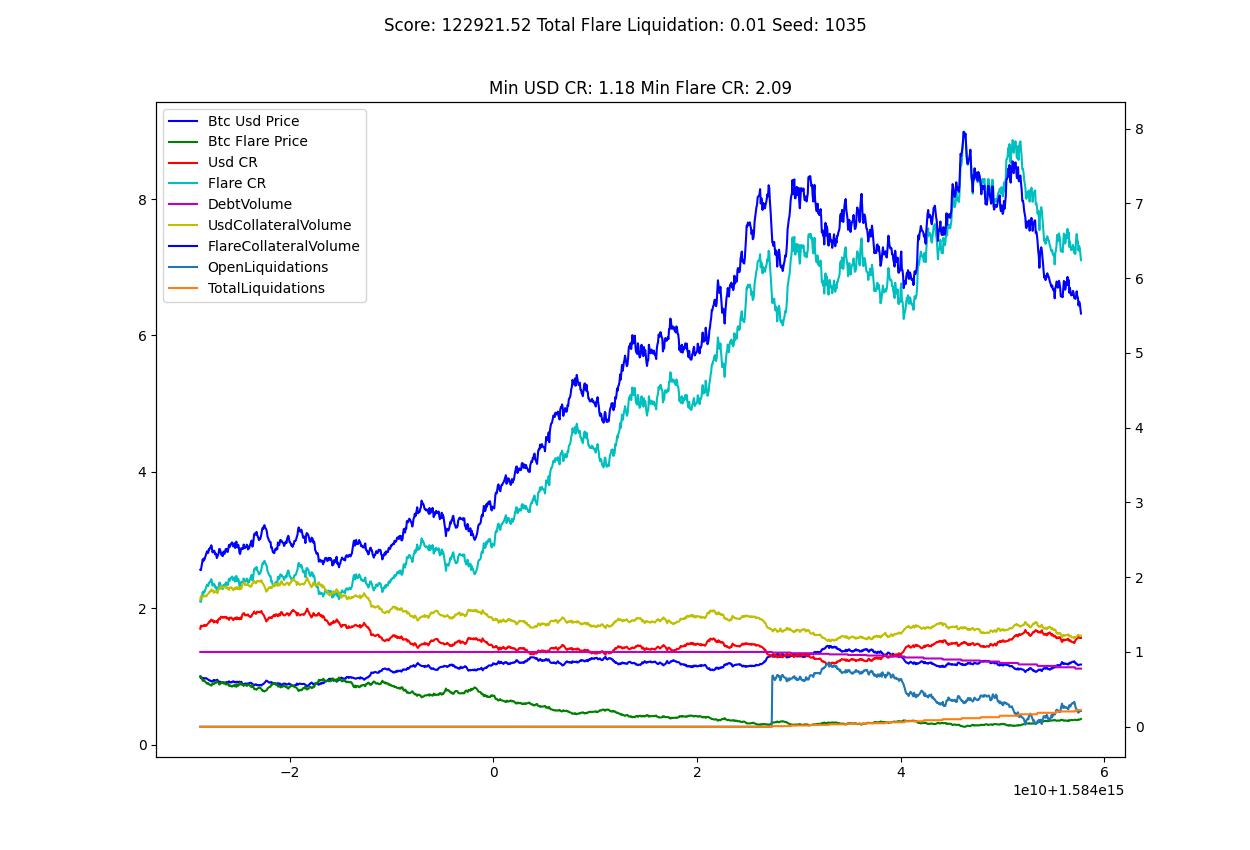 Score: 122921.52 Total Flare Liquidation: 0.01 Seed: 1035
Min USD CR: 1.18 Min Flare CR: 2.09
Btc Usd Price
Btc Flare Price
Usd CR
Flare CR
DebtVolume
UsdCollateralVolume
FlareCollateralVolume
OpenLiquidations
TotalLiquidations
8
6
4
2
0
8
7
6
5
4
3
2
1
0
−2
0
2
4
6
1e10+1.584e15